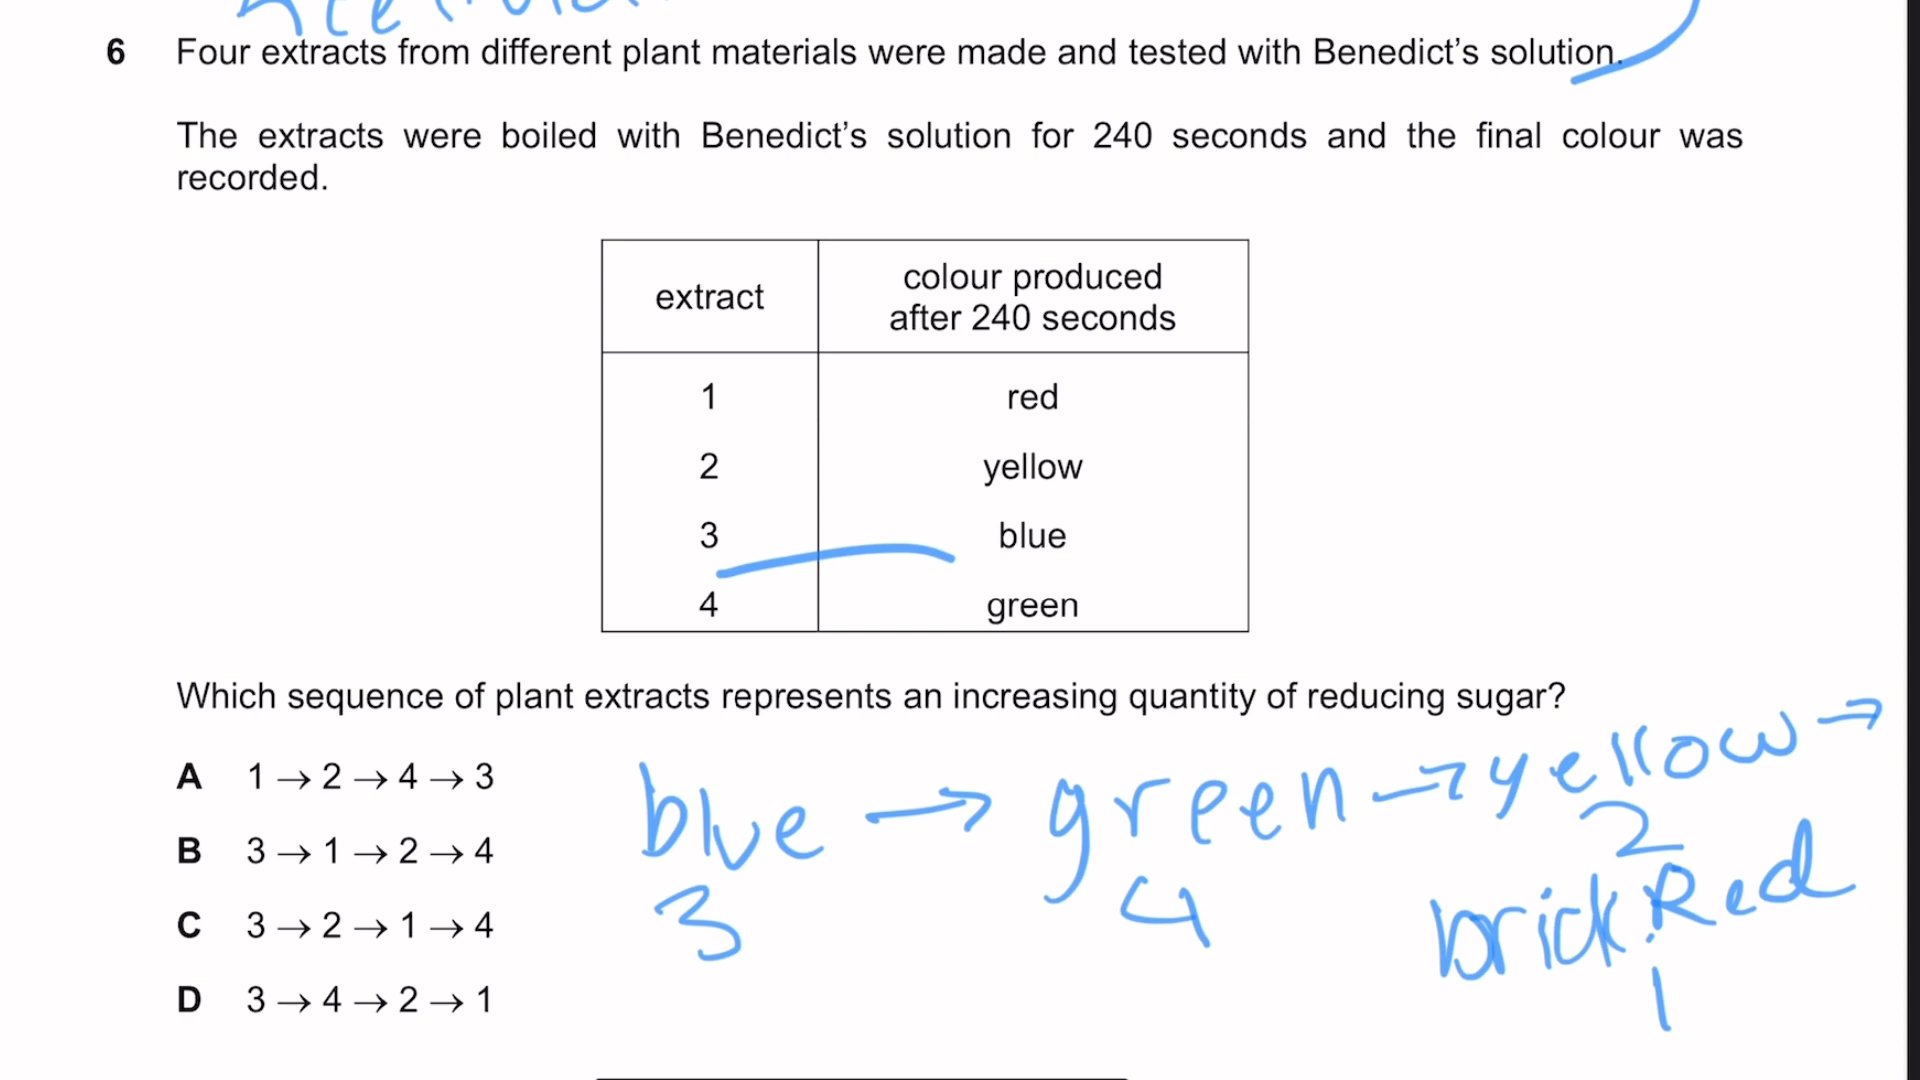 6 Four extracts from different plant materials were made and tested with Benedict’s solution.
The extracts were boiled with Benedict’s solution for 240 seconds and the final colour was
recorded.
extract colour produced
after 240 seconds
1 red
2 yellow
3 blue
4 green
Which sequence of plant extracts represents an increasing quantity of reducing sugar?
A 1 → 2 → 4 → 3
B 3 → 1 → 2 → 4
C 3 → 2 → 1 → 4
D 3 → 4 → 2 → 1
blue → green → yellow →
3 4 2
brick Red
1